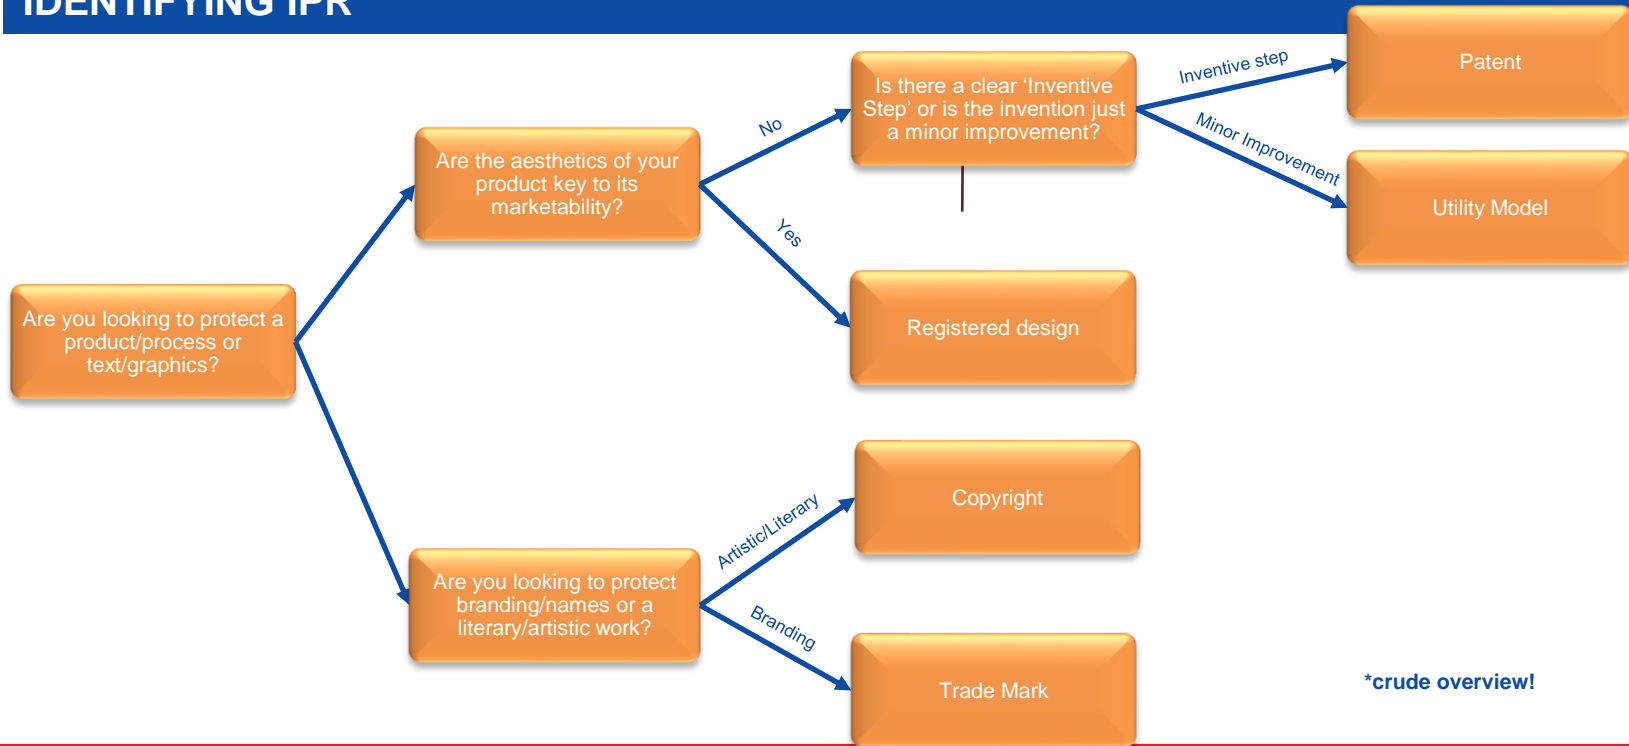 IDENTIFYING IPR
Are you looking to protect a
product/process or
text/graphics?
Are the aesthetics of your
product key to its
marketability?
No
Yes
Is there a clear ‘Inventive
Step’ or is the invention just
a minor improvement?
Inventive step
Minor Improvement
Patent
Utility Model
Registered design
Are you looking to protect
branding/names or a
literary/artistic work?
Artistic/Literary
Branding
Copyright
Trade Mark
*crude overview!